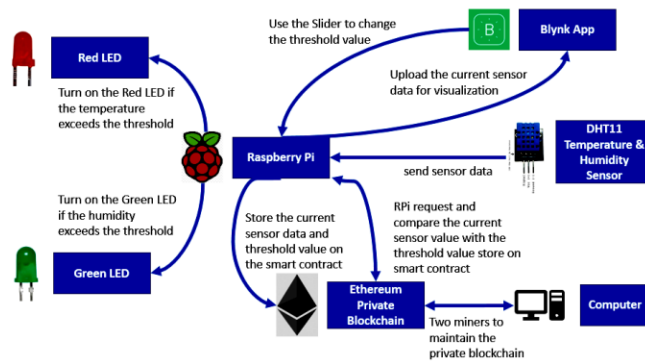 Use the Slider to change
the threshold value
B
Blynk App
Red LED
Upload the current sensor
data for visualization
Turn on the Red LED if
the temperature
exceeds the threshold
Raspberry Pi
DHT11
Temperature &
Humidity
Sensor
send sensor data
Turn on the Green LED
if the humidity
exceeds the threshold
Store the current
sensor data and
threshold value on
the smart contract
RPi request and
compare the current
sensor value with the
threshold value store on
smart contract
Green LED
Ethereum
Private
Blockchain
Computer
Two miners to
maintain the
private blockchain